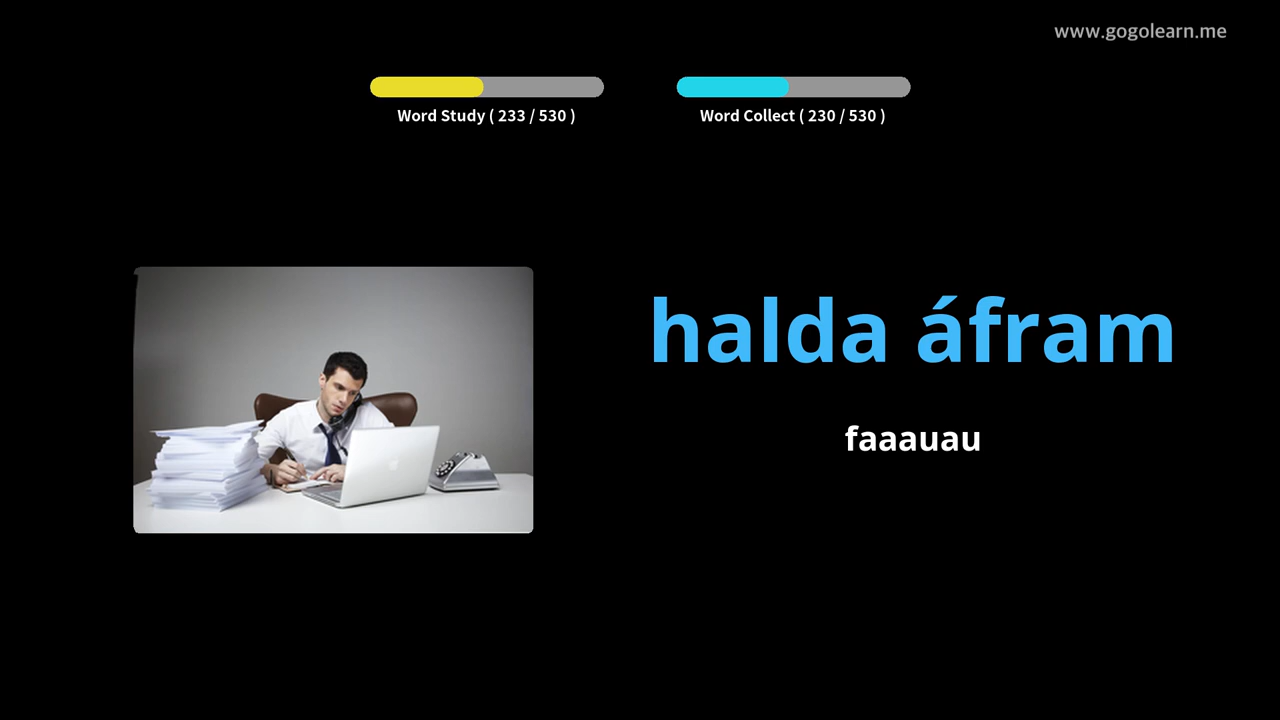 www.gogolearn.me
Word Study ( 233 / 530 )
Word Collect ( 230 / 530 )
halda áfram
faaauau